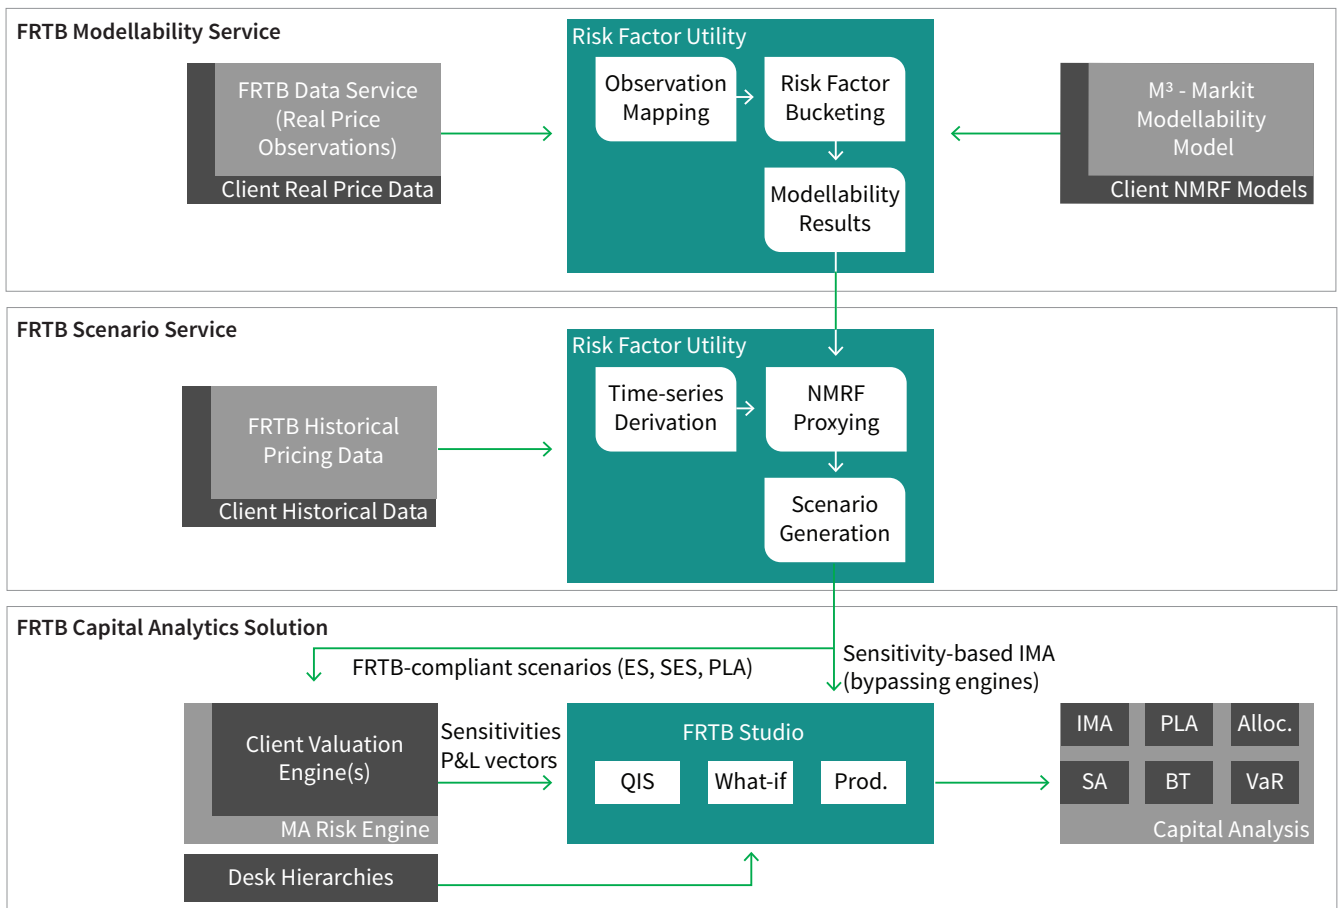 FRTB Modellability Service
FRTB Data Service
(Real Price
Observations)
Client Real Price Data
Risk Factor Utility
Observation
Mapping
Risk Factor
Bucketing
Modellability
Results
M³ - Markit
Modellability
Model
Client NMRF Models
FRTB Scenario Service
FRTB Historical
Pricing Data
Client Historical Data
Risk Factor Utility
Time-series
Derivation
NMRF
Proxying
Scenario
Generation
FRTB Capital Analytics Solution
FRTB-compliant scenarios (ES, SES, PLA)
Sensitivity-based IMA
(bypassing engines)
Client Valuation
Engine(s)
MA Risk Engine
Desk Hierarchies
Sensitivities
P&L vectors
FRTB Studio
QIS
What-if
Prod.
IMA
PLA
Alloc.
SA
BT
VaR
Capital Analysis